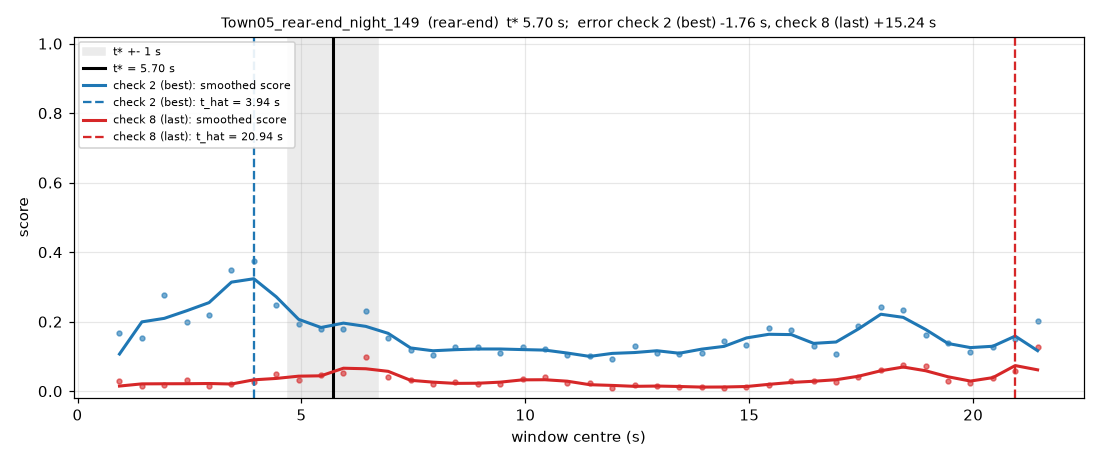 Town05_rear-end_night_149  (rear-end)  t* 5.70 s;  error check 2 (best) -1.76 s, check 8 (last) +15.24 s
t* +- 1 s
t* = 5.70 s
check 2 (best): smoothed score
check 2 (best): t_hat = 3.94 s
check 8 (last): smoothed score
check 8 (last): t_hat = 20.94 s
1.0
0.8
0.6
0.4
0.2
0.0
score
0
5
10
15
20
window centre (s)